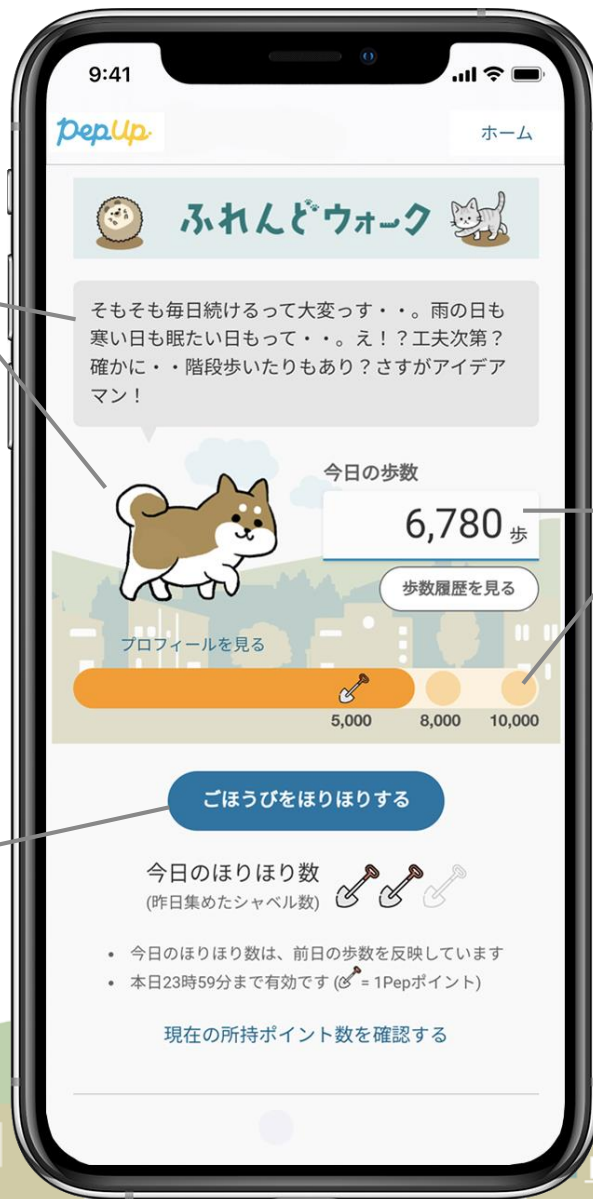 9:41
PepUp
ホーム
ふれんどウォーク
そもそも毎日続けるって大変っす・・。雨の日も
寒い日も眠たい日もって・・。え！？工夫次第？
確かに・・階段歩いたりもあり？さすがアイデア
マン！
今日の歩数
6,780 歩
歩数履歴を見る
プロフィールを見る
5,000 8,000 10,000
ごほうびをほりほりする
今日のほりほり数
(昨日集めたシャベル数)
• 今日のほりほり数は、前日の歩数を反映しています
• 本日23時59分まで有効です (= 1Pepポイント)
現在の所持ポイント数を確認する